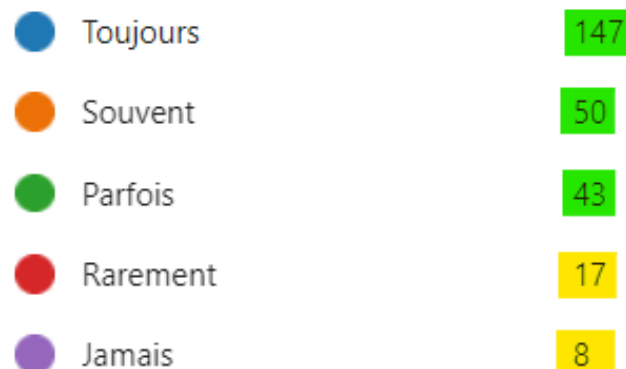 Toujours 147
Souvent 50
Parfois 43
Rarement 17
Jamais 8